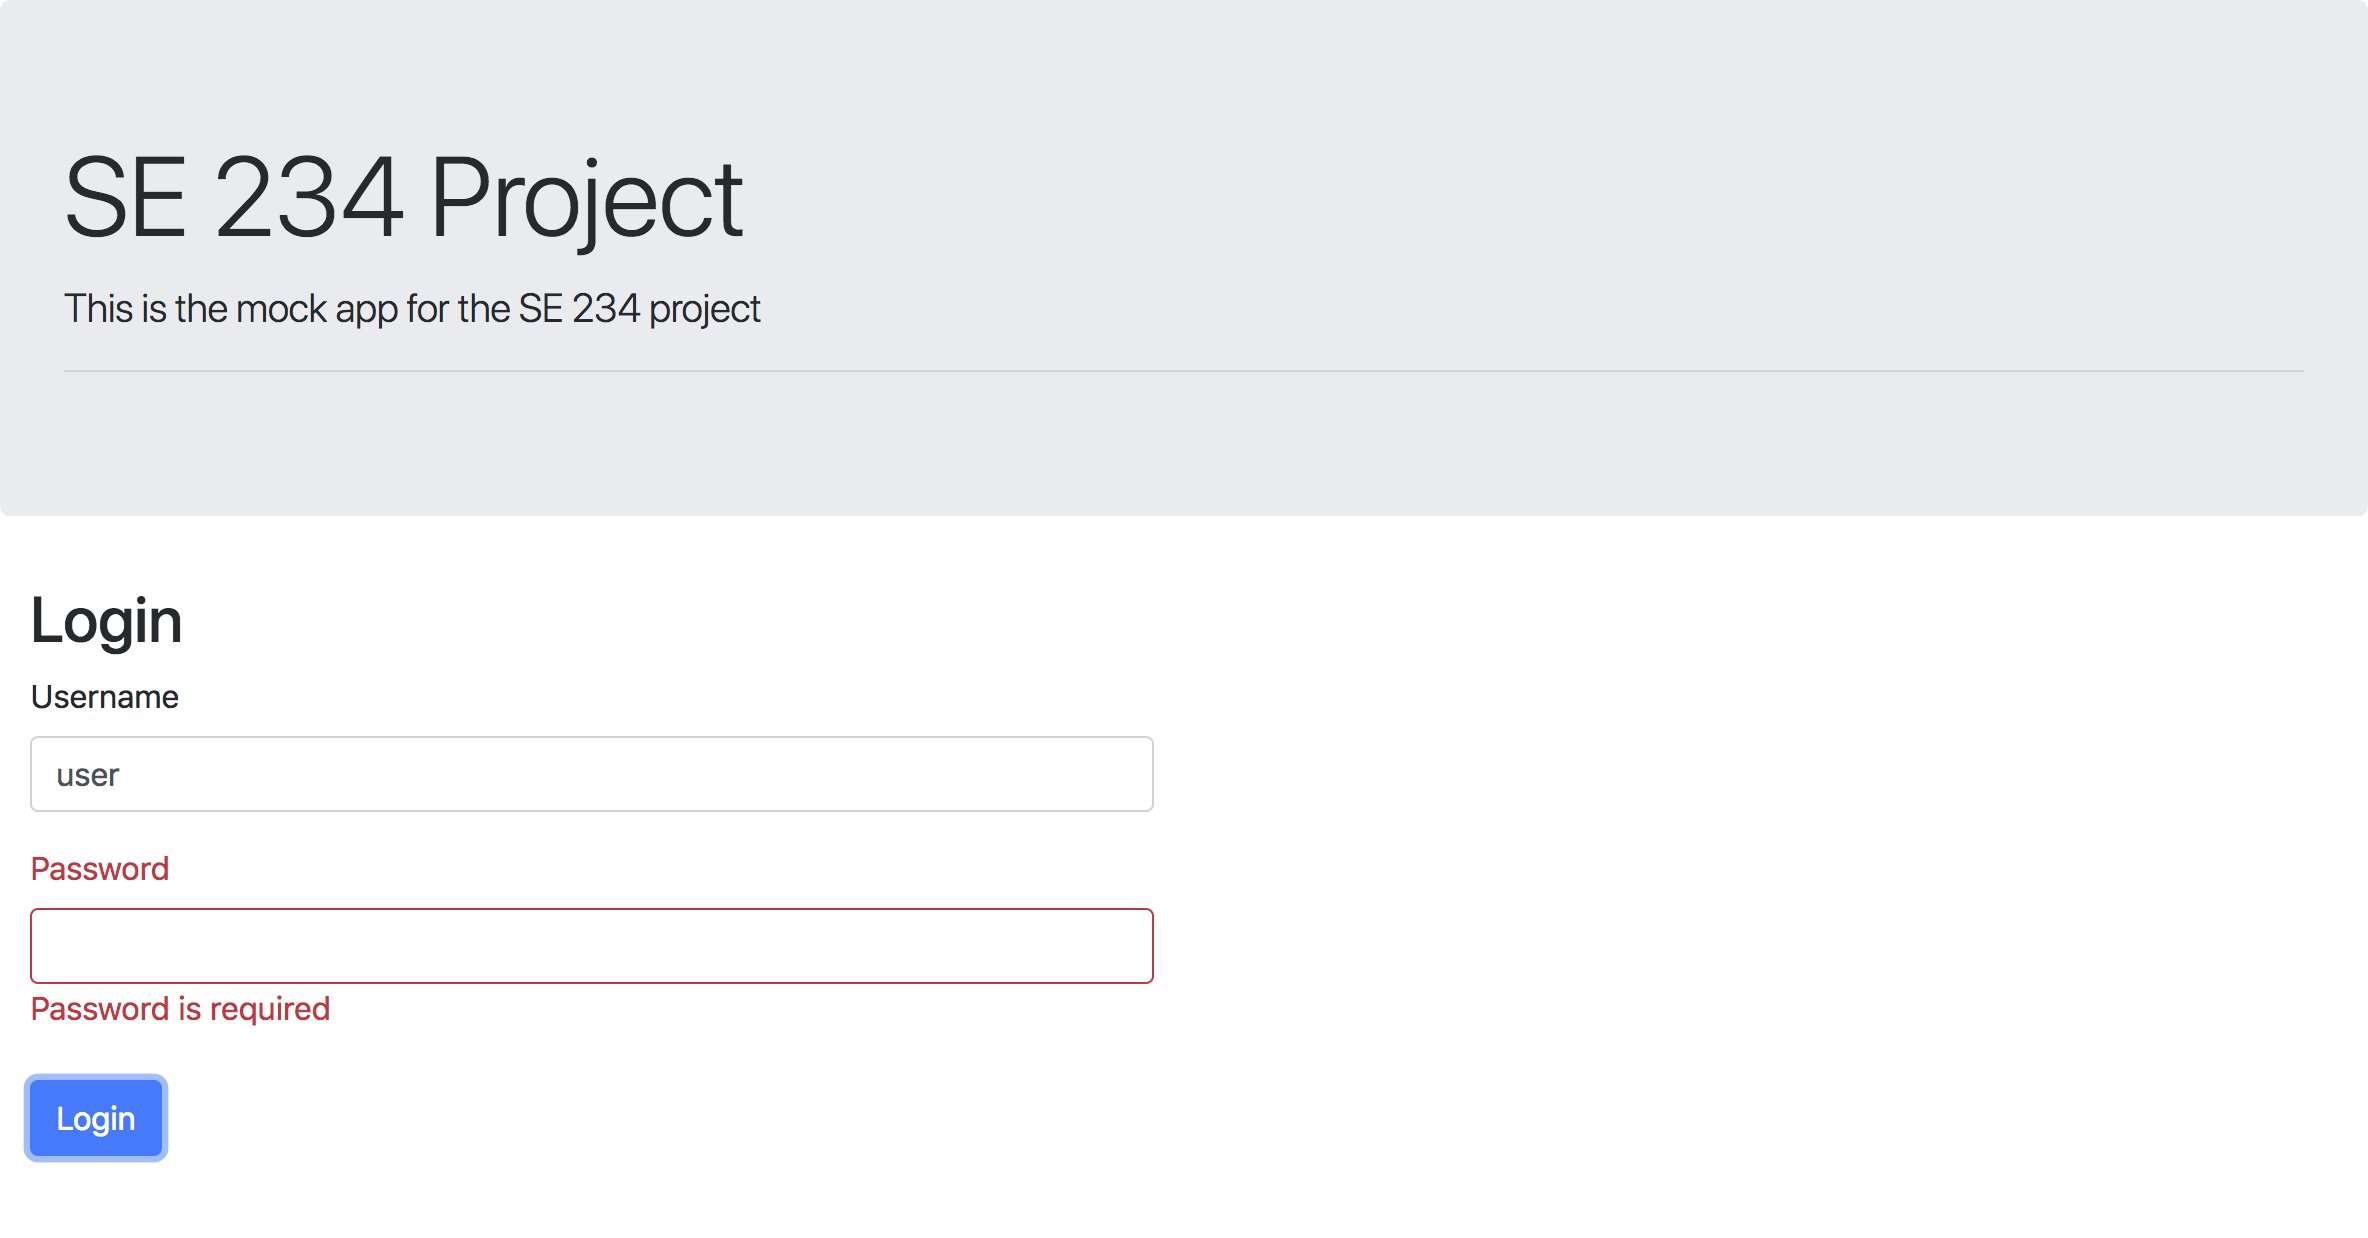 SE 234 Project
This is the mock app for the SE 234 project
Login
Username
user
Password
Password is required
Login